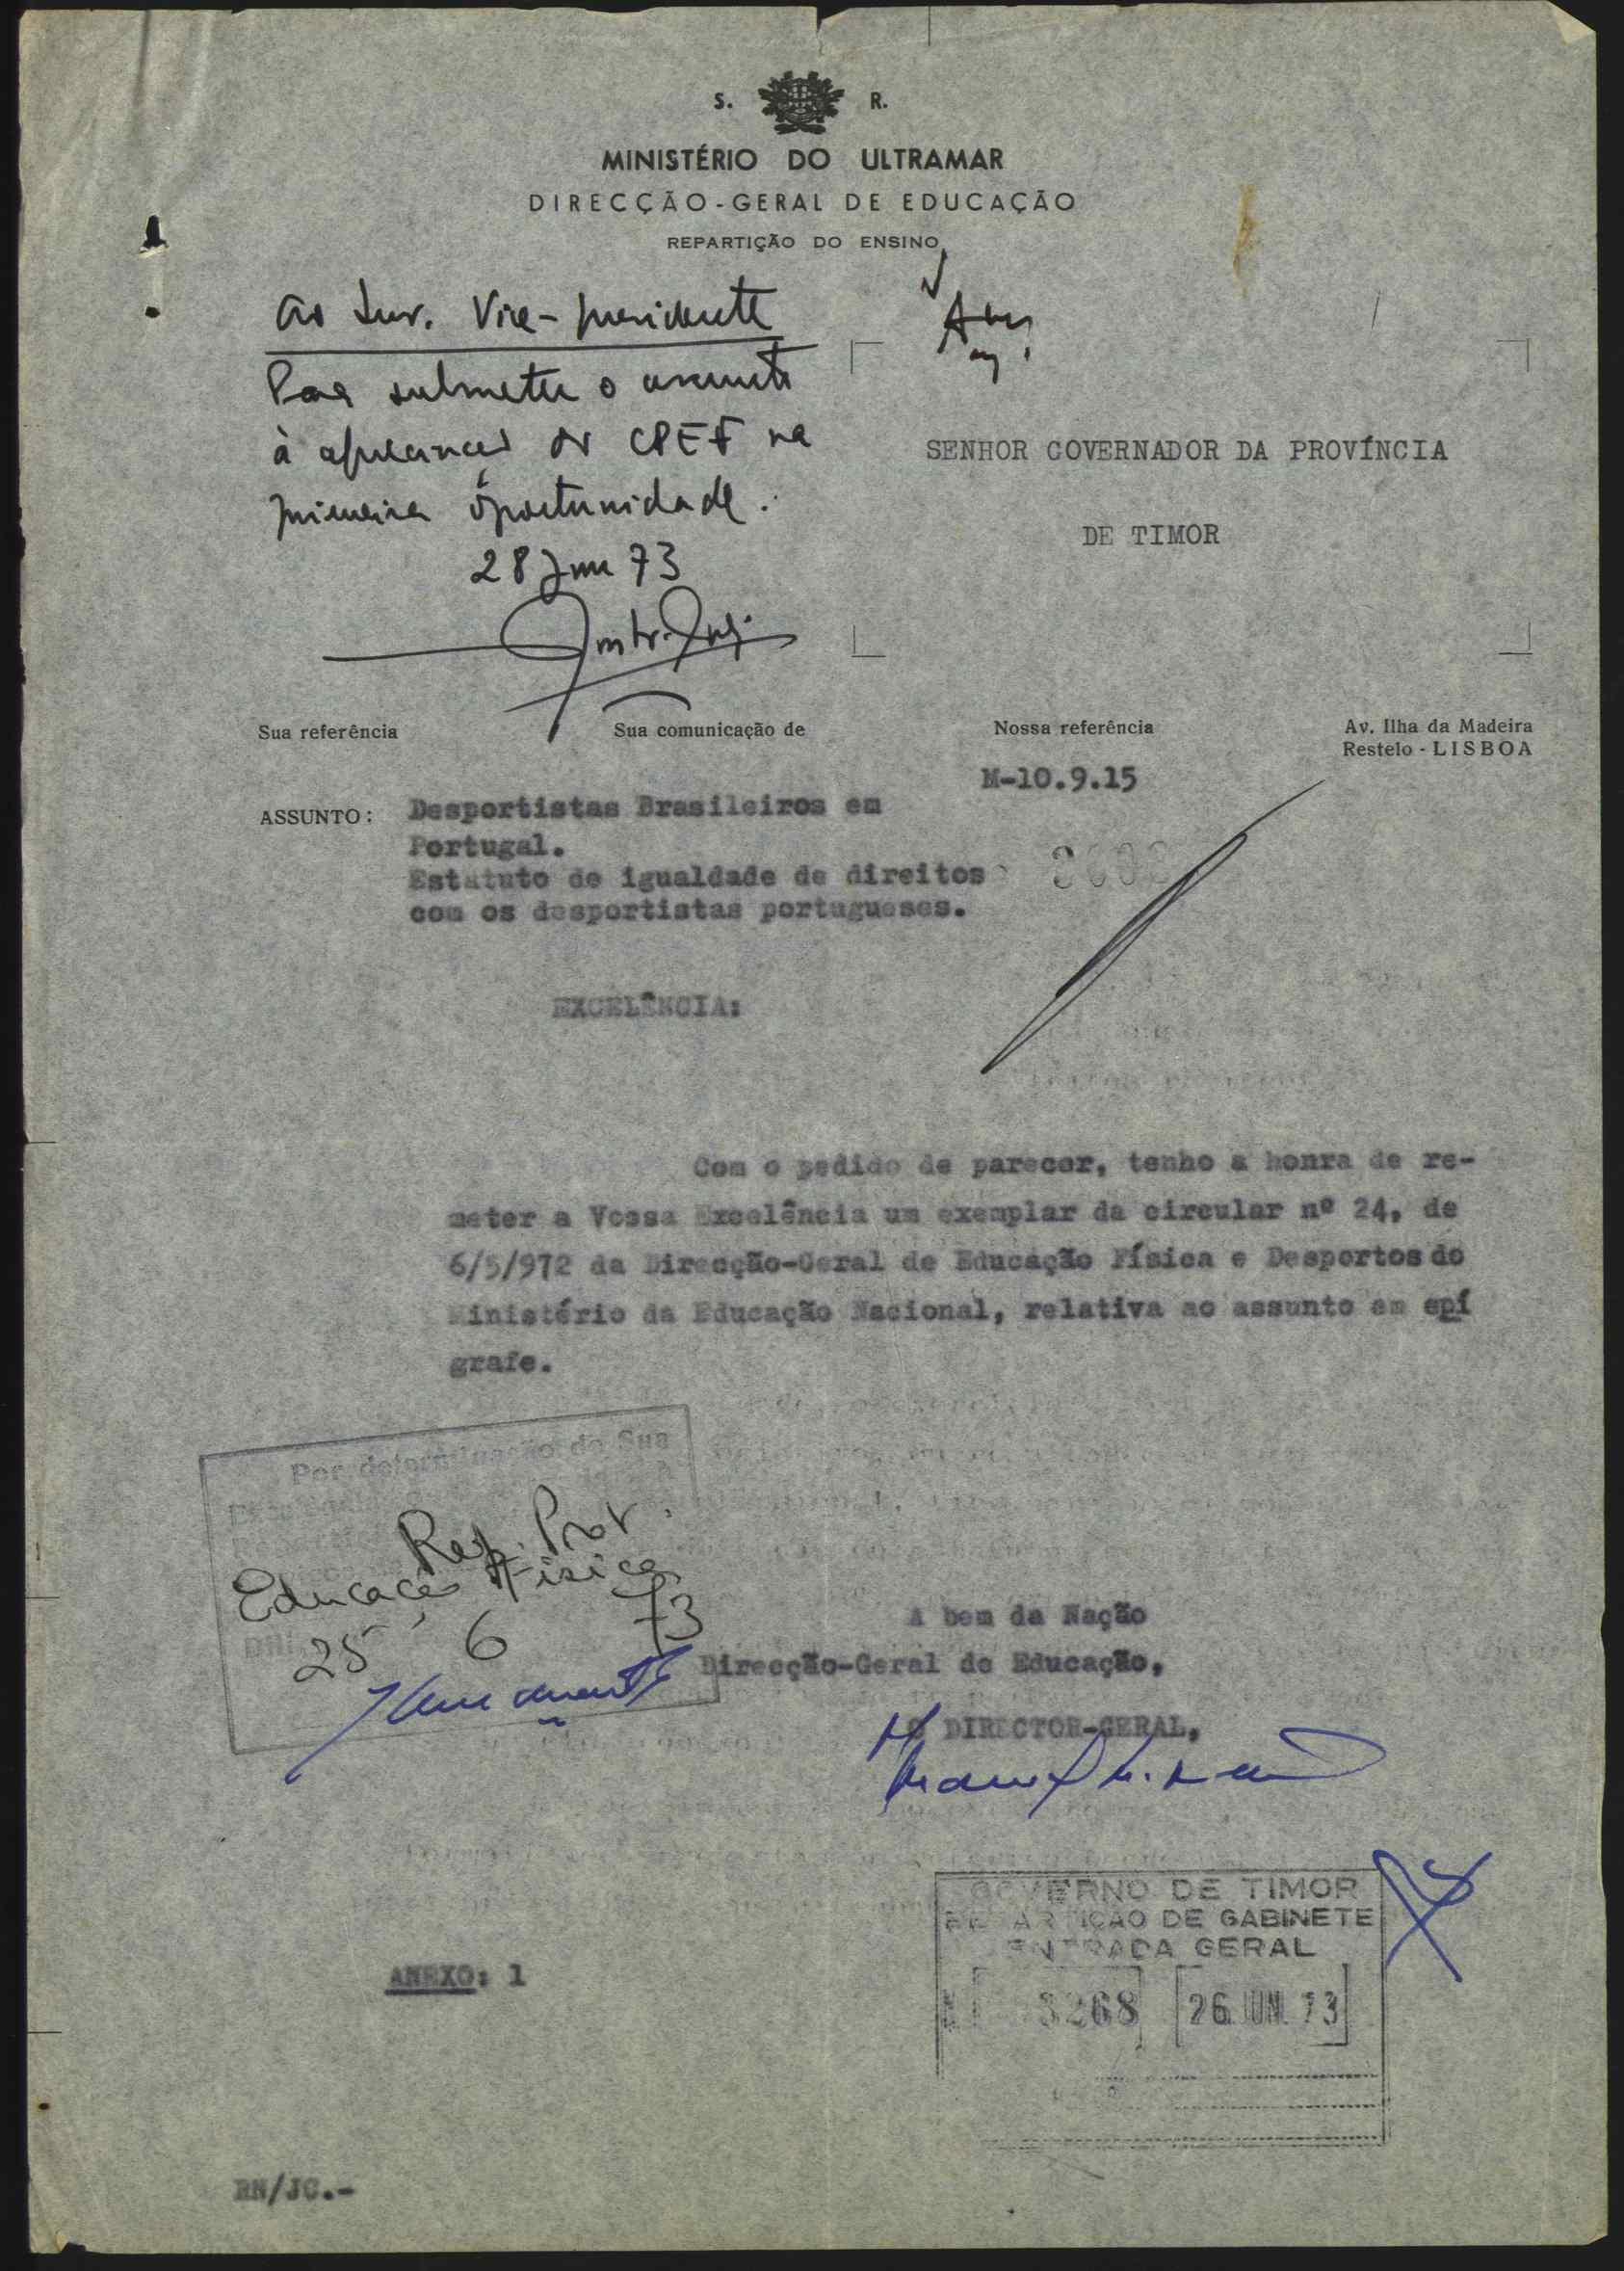 S. R.
MINISTÉRIO DO ULTRAMAR
DIRECÇÃO-GERAL DE EDUCAÇÃO
REPARTIÇÃO DO ENSINO
Ao Snr. Vice-presidente
Para submeter o assunto
à apreciação do CPEF na
primeira oportunidade.
28 Jun 73
SENHOR GOVERNADOR DA PROVÍNCIA
DE TIMOR
Sua referência
Sua comunicação de
Nossa referência
Av. Ilha da Madeira
Restelo - LISBOA
M-10.9.15
ASSUNTO: Desportistas Brasileiros em
Portugal.
Estatuto de igualdade de direitos
com os desportistas portugueses.
EXCELÊNCIA:
Com o pedido de parecer, tenho a honra de re-
meter a Vossa Excelência um exemplar da circular nº 24, de
6/5/972 da Direcção-Geral de Educação Física e Desportos do
Ministério da Educação Nacional, relativa ao assunto em epí
grafe.
Por determinação de Sua
Rep. Prov.
Educação Física
25 6 73
A bem da Nação
Direcção-Geral de Educação,
O DIRECTOR-GERAL,
GOVERNO DE TIMOR
REPARTIÇÃO DE GABINETE
ENTRADA GERAL
3268 26 JUN. 73
ANEXO: 1
RN/JC.-